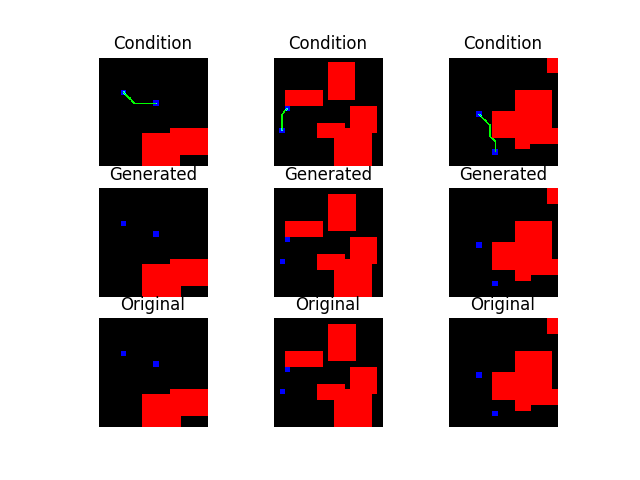 Condition Condition Condition
Generated Generated Generated
Original Original Original